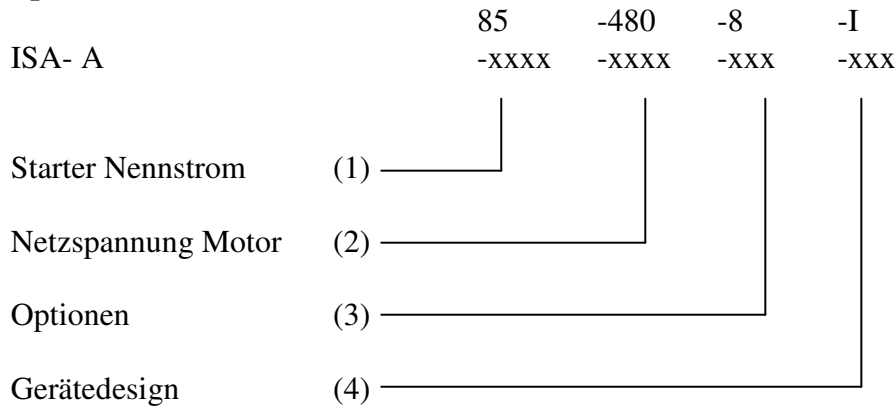 85 -480 -8 -I
ISA- A -xxxx -xxxx -xxx -xxx
Starter Nennstrom (1)
Netzspannung Motor (2)
Optionen (3)
Gerätedesign (4)